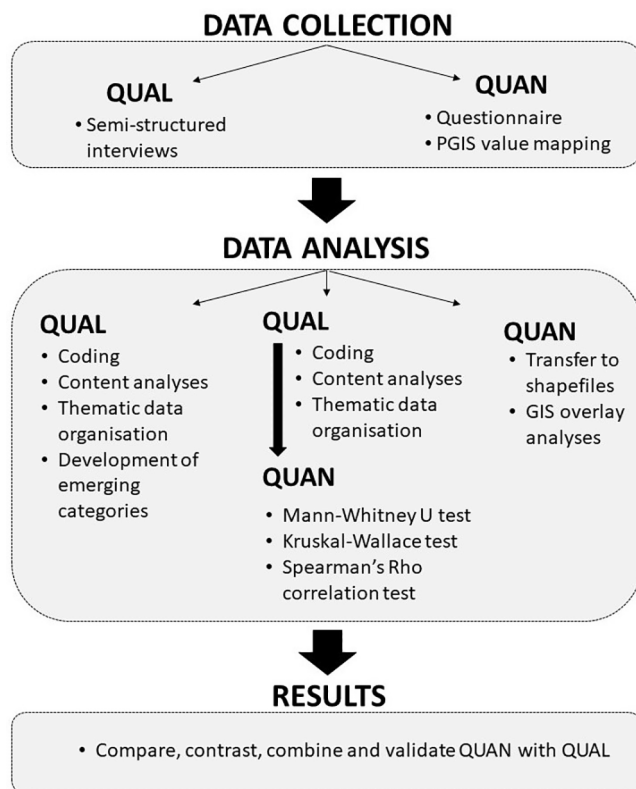 DATA COLLECTION
QUAL
• Semi-structured
interviews
QUAN
• Questionnaire
• PGIS value mapping
DATA ANALYSIS
QUAL
• Coding
• Content analyses
• Thematic data
organisation
• Development of
emerging
categories
QUAL
• Coding
• Content analyses
• Thematic data
organisation
QUAN
• Mann-Whitney U test
• Kruskal-Wallace test
• Spearman's Rho
correlation test
QUAN
• Transfer to
shapefiles
• GIS overlay
analyses
RESULTS
• Compare, contrast, combine and validate QUAN with QUAL